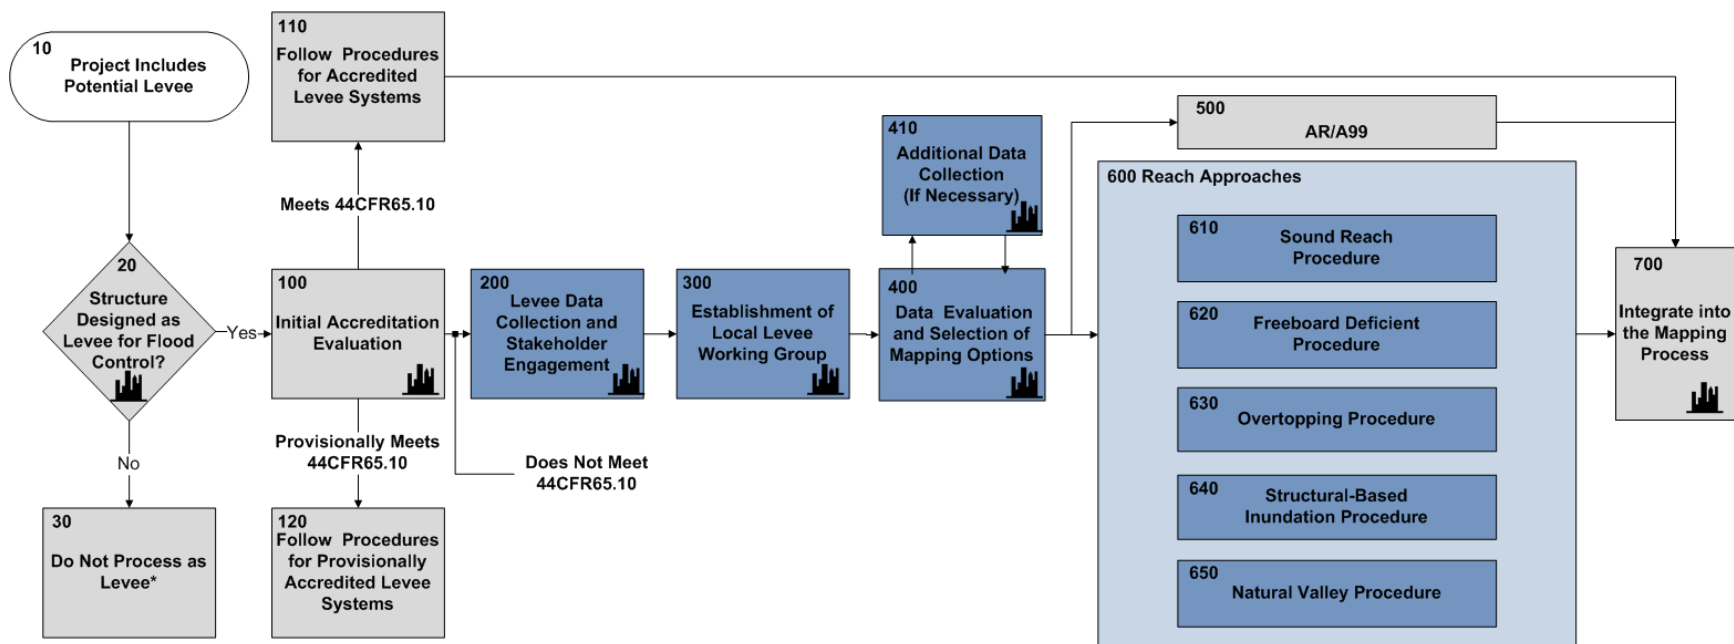 10
Project Includes
Potential Levee
20
Structure
Designed as
Levee for Flood
Control?
Yes
No
30
Do Not Process as
Levee*
110
Follow Procedures
for Accredited
Levee Systems
Meets 44CFR65.10
100
Initial Accreditation
Evaluation
Provisionally Meets
44CFR65.10
120
Follow Procedures
for Provisionally
Accredited Levee
Systems
Does Not Meet
44CFR65.10
200
Levee Data
Collection and
Stakeholder
Engagement
300
Establishment of
Local Levee
Working Group
410
Additional Data
Collection
(If Necessary)
400
Data Evaluation
and Selection of
Mapping Options
500
AR/A99
600 Reach Approaches
610
Sound Reach
Procedure
620
Freeboard Deficient
Procedure
630
Overtopping Procedure
640
Structural-Based
Inundation Procedure
650
Natural Valley Procedure
700
Integrate into
the Mapping
Process